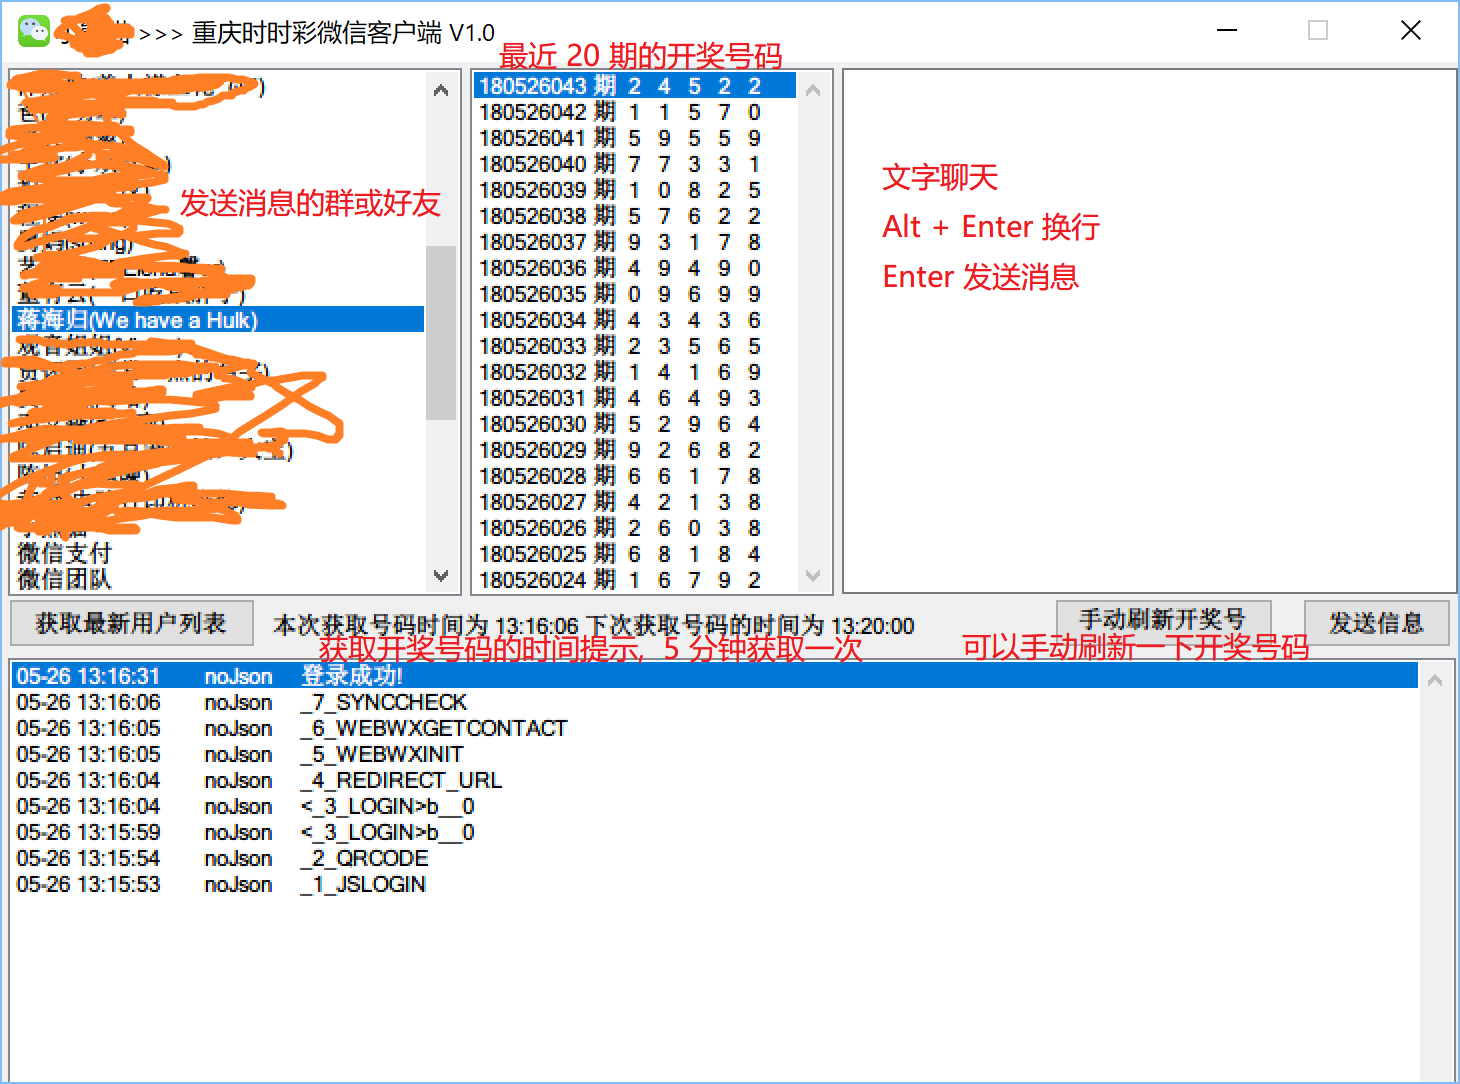 >>> 重庆时时彩微信客户端 V1.0
最近 20 期的开奖号码
发送消息的群或好友
蒋海归(We have a Hulk)
微信支付
微信团队
180526043 期 2 4 5 2 2
180526042 期 1 1 5 7 0
180526041 期 5 9 5 5 9
180526040 期 7 7 3 3 1
180526039 期 1 0 8 2 5
180526038 期 5 7 6 2 2
180526037 期 9 3 1 7 8
180526036 期 4 9 4 9 0
180526035 期 0 9 6 9 9
180526034 期 4 3 4 3 6
180526033 期 2 3 5 6 5
180526032 期 1 4 1 6 9
180526031 期 4 6 4 9 3
180526030 期 5 2 9 6 4
180526029 期 9 2 6 8 2
180526028 期 6 6 1 7 8
180526027 期 4 2 1 3 8
180526026 期 2 6 0 3 8
180526025 期 6 8 1 8 4
180526024 期 1 6 7 9 2
文字聊天
Alt + Enter 换行
Enter 发送消息
获取最新用户列表
本次获取号码时间为 13:16:06 下次获取号码的时间为 13:20:00
手动刷新开奖号
发送信息
获取开奖号码的时间提示, 5 分钟获取一次
可以手动刷新一下开奖号码
05-26 13:16:31 noJson 登录成功!
05-26 13:16:06 noJson _7_SYNCCHECK
05-26 13:16:05 noJson _6_WEBWXGETCONTACT
05-26 13:16:05 noJson _5_WEBWXINIT
05-26 13:16:04 noJson _4_REDIRECT_URL
05-26 13:16:04 noJson <_3_LOGIN>b__0
05-26 13:15:59 noJson <_3_LOGIN>b__0
05-26 13:15:54 noJson _2_QRCODE
05-26 13:15:53 noJson _1_JSLOGIN